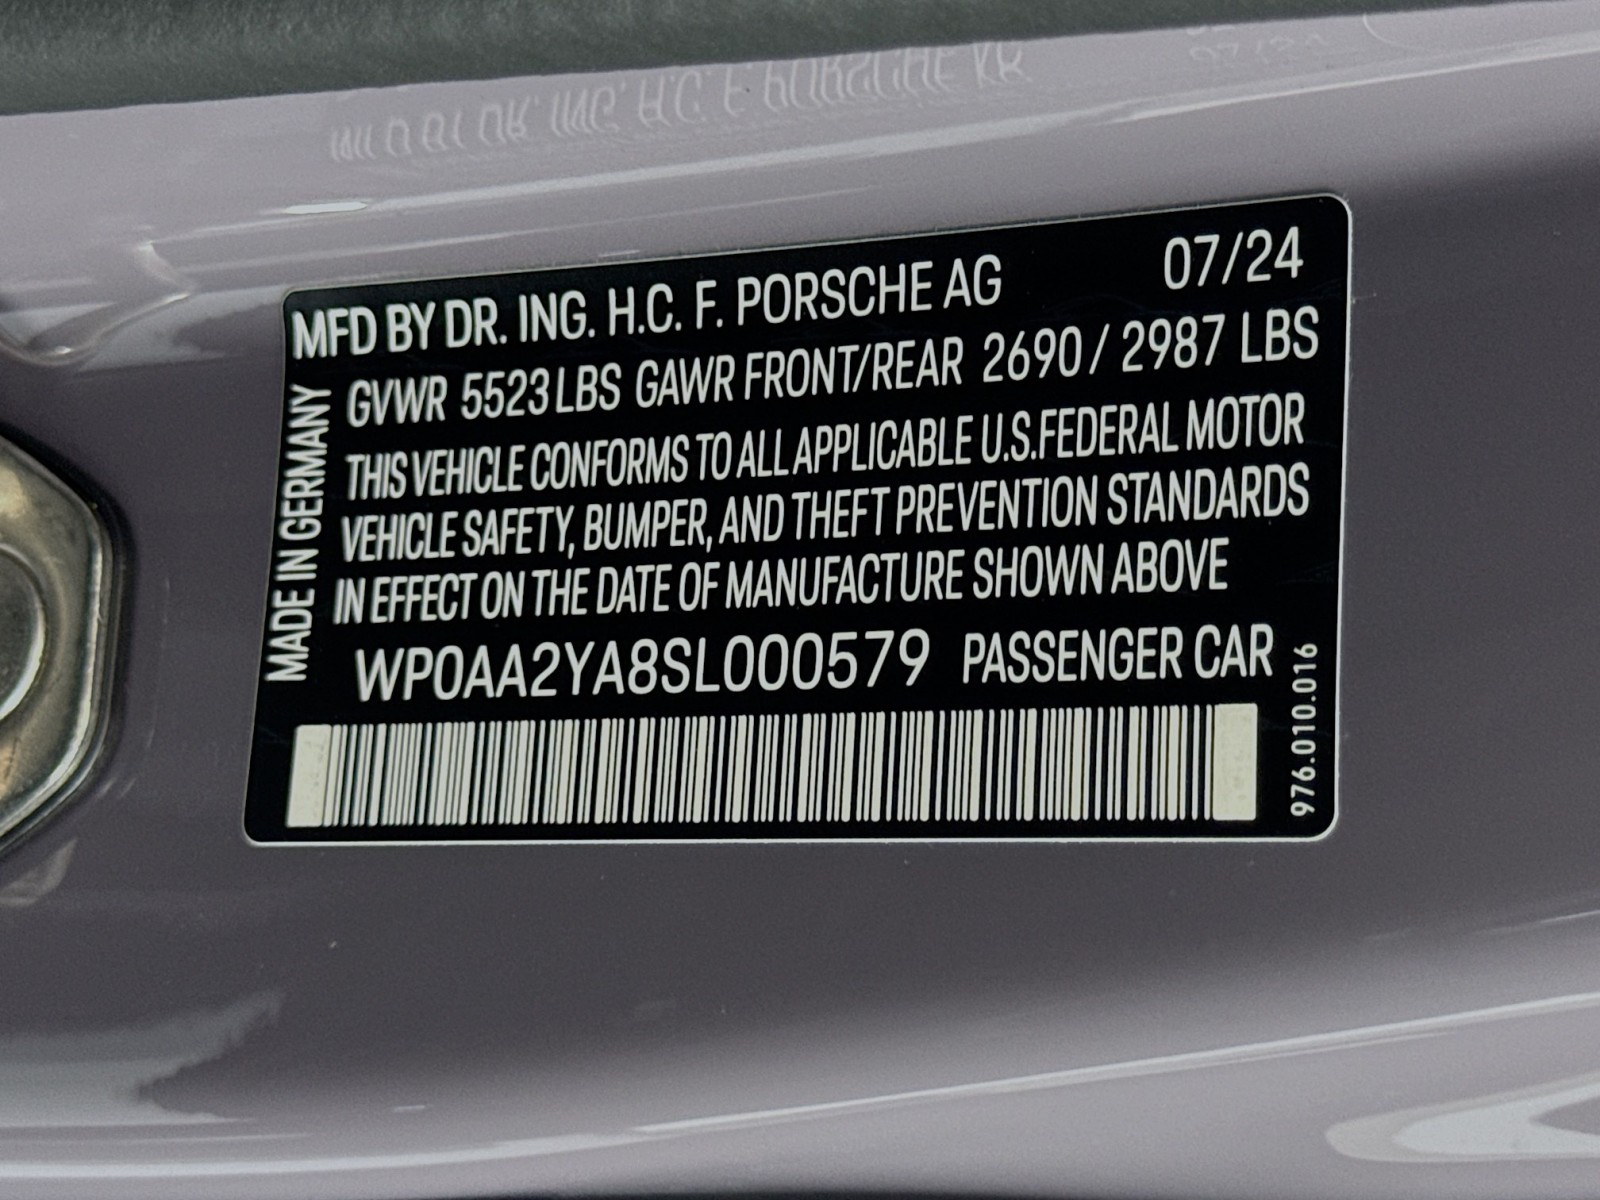 MFD BY DR. ING. H.C. F. PORSCHE AG 07/24
GVWR 5523 LBS GAWR FRONT/REAR 2690 / 2987 LBS
THIS VEHICLE CONFORMS TO ALL APPLICABLE U.S. FEDERAL MOTOR
VEHICLE SAFETY, BUMPER, AND THEFT PREVENTION STANDARDS
IN EFFECT ON THE DATE OF MANUFACTURE SHOWN ABOVE
WP0AA2YA8SL000579 PASSENGER CAR
MADE IN GERMANY
976.010.016